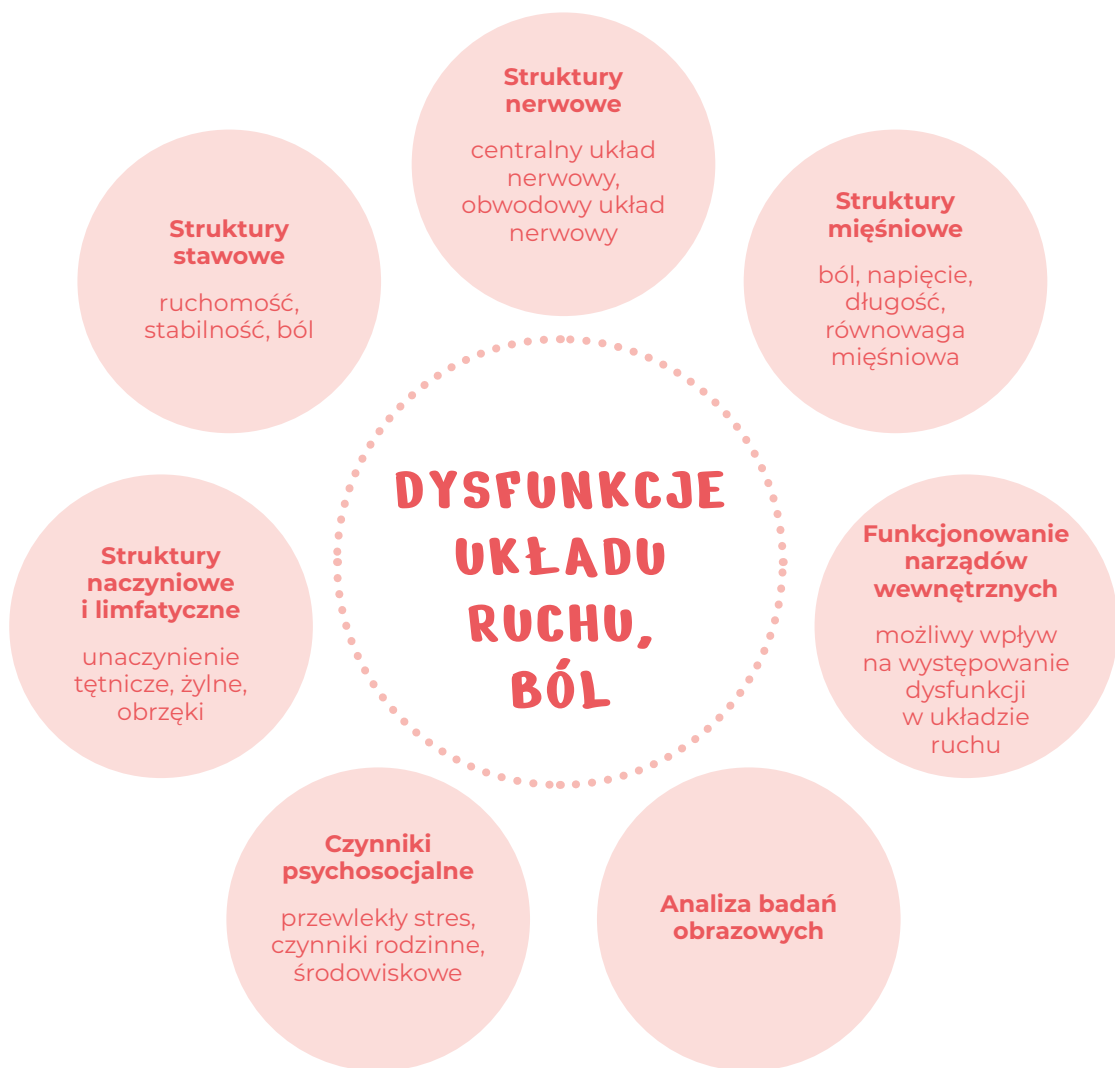 Struktury
nerwowe
centralny układ
nerwowy,
obwodowy układ
nerwowy
Struktury
mięśniowe
ból, napięcie,
długość,
równowaga
mięśniowa
Funkcjonowanie
narządów
wewnętrznych
możliwy wpływ
na występowanie
dysfunkcji
w układzie
ruchu
Analiza badań
obrazowych
Czynniki
psychosocjalne
przewlekły stres,
czynniki rodzinne,
środowiskowe
Struktury
naczyniowe
i limfatyczne
unaczynienie
tętnicze, żylne,
obrzęki
Struktury
stawowe
ruchomość,
stabilność, ból
DYSFUNKCJE
UKŁADU
RUCHU,
BÓL